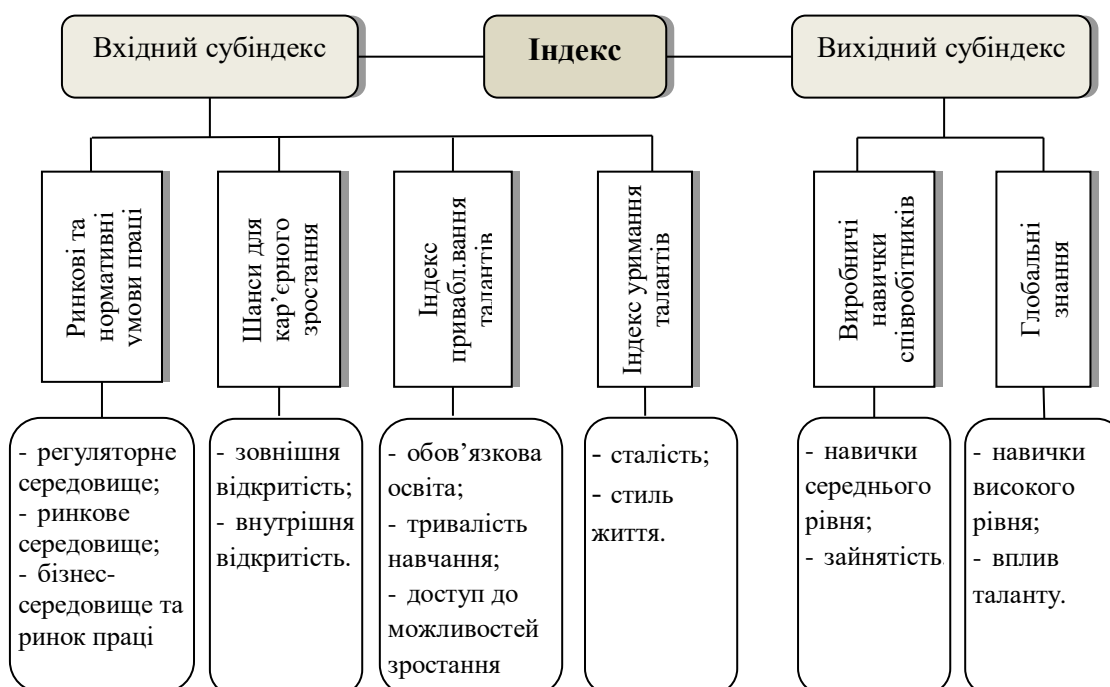 Вхідний субіндекс
Індекс
Вихідний субіндекс
Ринкові та
нормативні
умови праці
Шанси для
кар’єрного
зростання
Індекс
привабл.вання
талантів
Індекс уримання
талантів
Виробничі
навички
співробітників
Глобальні
знання
- регуляторне
середовище;
- ринкове
середовище;
- бізнес-
середовище та
ринок праці
- зовнішня
відкритість;
- внутрішня
відкритість.
- обов’язкова
освіта;
- тривалість
навчання;
- доступ до
можливостей
зростання
- сталість;
- стиль
життя.
- навички
середнього
рівня;
- зайнятість.
- навички
високого
рівня;
- вплив
таланту.